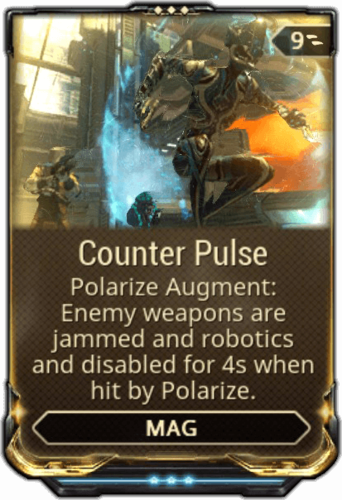 9
Counter Pulse
Polarize Augment:
Enemy weapons are
jammed and robotics
and disabled for 4s when
hit by Polarize.
MAG